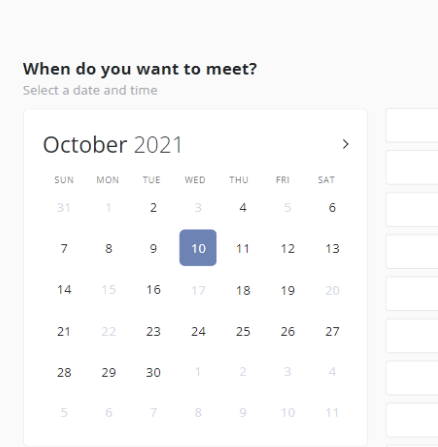 When do you want to meet?
Select a date and time
October 2021
SUN MON TUE WED THU FRI SAT
31 1 2 3 4 5 6
7 8 9 10 11 12 13
14 15 16 17 18 19 20
21 22 23 24 25 26 27
28 29 30 1 2 3 4
5 6 7 8 9 10 11